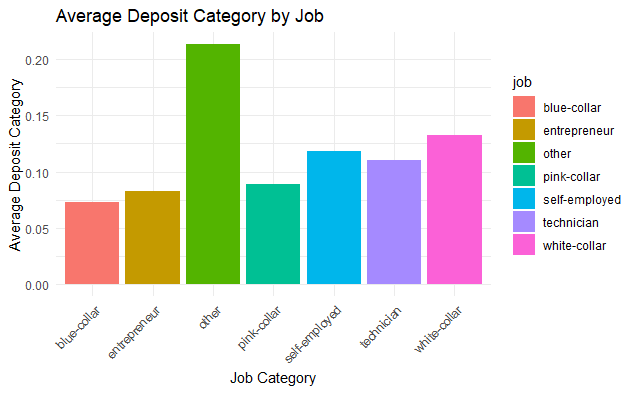 Average Deposit Category by Job
Average Deposit Category
0.20
0.15
0.10
0.05
0.00
blue-collar
entrepreneur
other
pink-collar
self-employed
technician
white-collar
Job Category
job
blue-collar
entrepreneur
other
pink-collar
self-employed
technician
white-collar